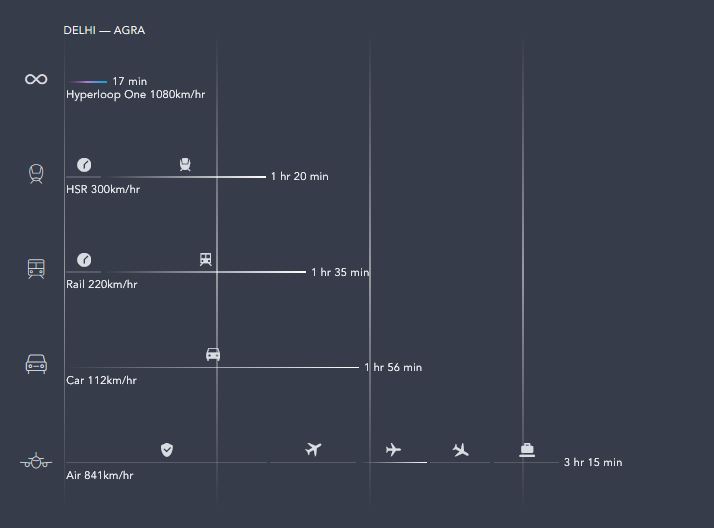 DELHI — AGRA
17 min
Hyperloop One 1080km/hr
1 hr 20 min
HSR 300km/hr
1 hr 35 min
Rail 220km/hr
1 hr 56 min
Car 112km/hr
3 hr 15 min
Air 841km/hr